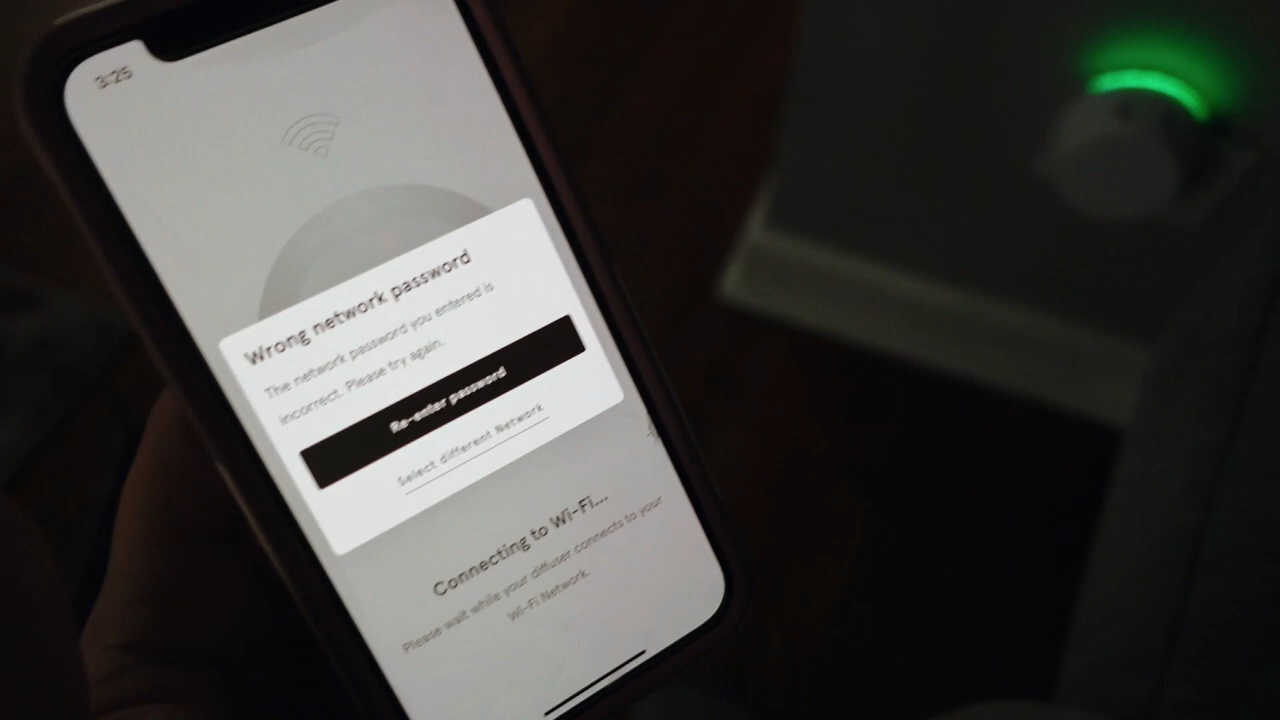 3:25
Wrong network password
The network password you entered is
incorrect. Please try again.
Re-enter password
Select different Network
Connecting to Wi-Fi...
Please wait while your diffuser connects to your
Wi-Fi Network.